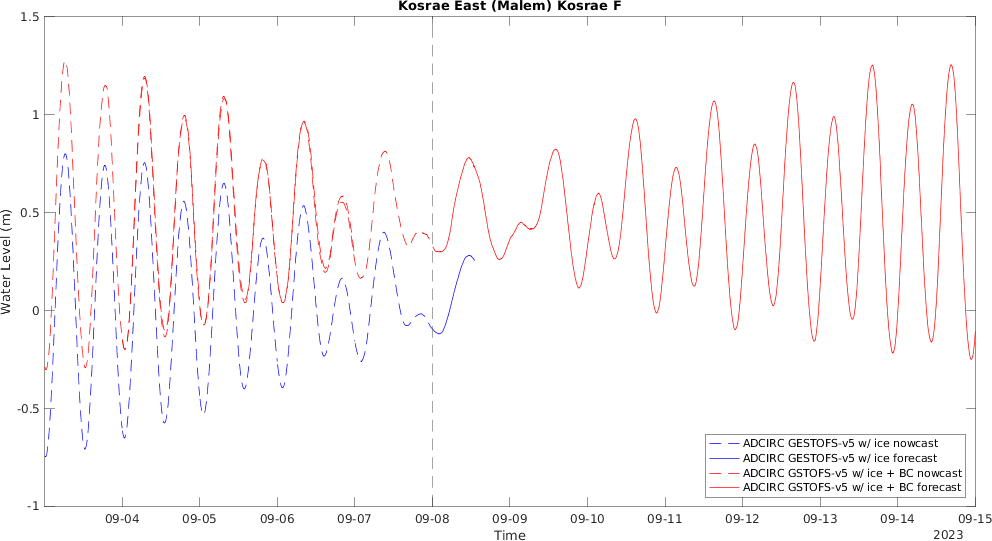 Kosrae East (Malem) Kosrae F
Water Level (m)
1.5
1
0.5
0
-0.5
-1
09-04 09-05 09-06 09-07 09-08 09-09 09-10 09-11 09-12 09-13 09-14 09-15
Time
2023
ADCIRC GESTOFS-v5 w/ ice nowcast
ADCIRC GESTOFS-v5 w/ ice forecast
ADCIRC GSTOFS-v5 w/ ice + BC nowcast
ADCIRC GSTOFS-v5 w/ ice + BC forecast